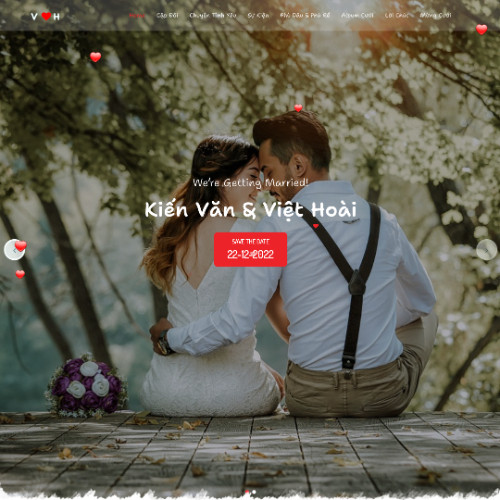 V H
Cặp Đôi Chuyện Tình Yêu Sự Kiện Phù Dâu & Phù Rể Album Cưới Lời Chúc Mừng Cưới
We're Getting Married!
Kiến Văn & Việt Hoài
SAVE THE DATE
22-12-2022